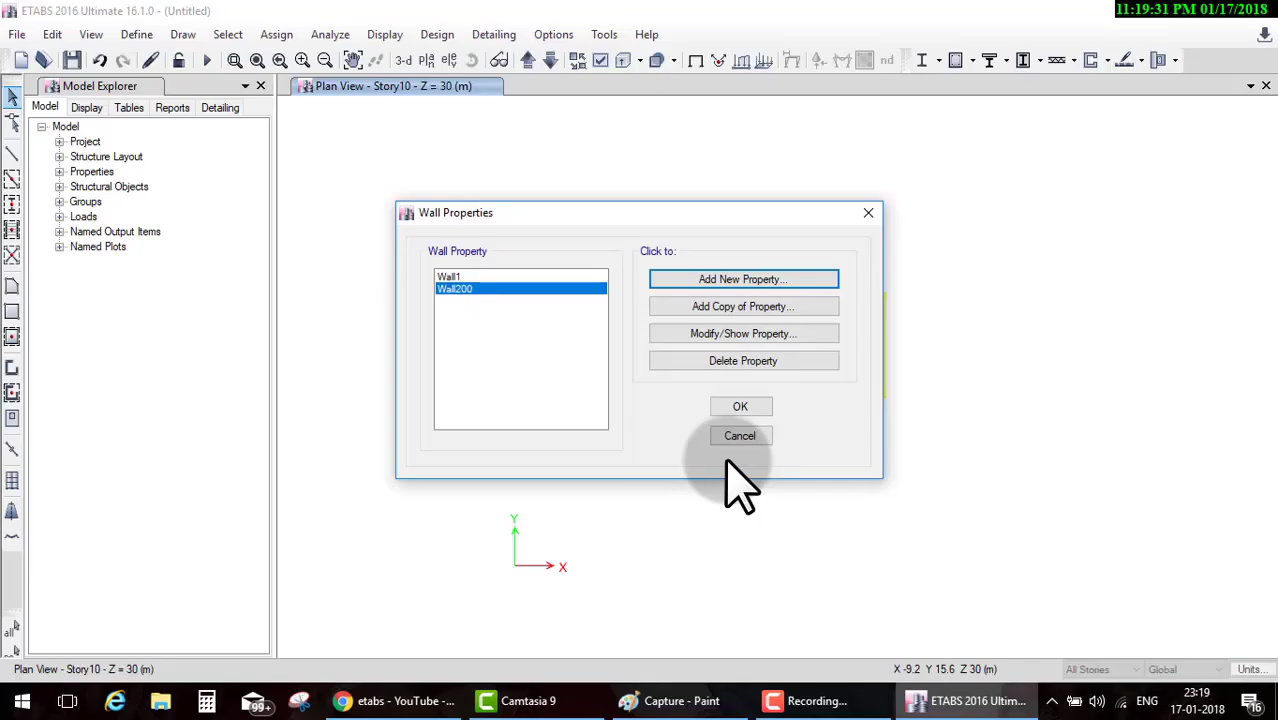 ETABS 2016 Ultimate 16.1.0 - (Untitled)
11:19:31 PM 01/17/2018
File Edit View Define Draw Select Assign Analyze Display Design Detailing Options Tools Help
3-d
nd
Model Explorer
Plan View - Story10 - Z = 30 (m)
Model Display Tables Reports Detailing
Model
Project
Structure Layout
Properties
Structural Objects
Groups
Loads
Named Output Items
Named Plots
Wall Properties
Wall Property
Wall1
Wall200
Click to:
Add New Property...
Add Copy of Property...
Modify/Show Property...
Delete Property
OK
Cancel
Y
X
all
Plan View - Story10 - Z = 30 (m)
X -9.2 Y 15.6 Z 30 (m)
All Stories
Global
Units...
99+
etabs - YouTube -...
Camtasia 9
Capture - Paint
Recording...
ETABS 2016 Ultim...
ENG
23:19
17-01-2018
16